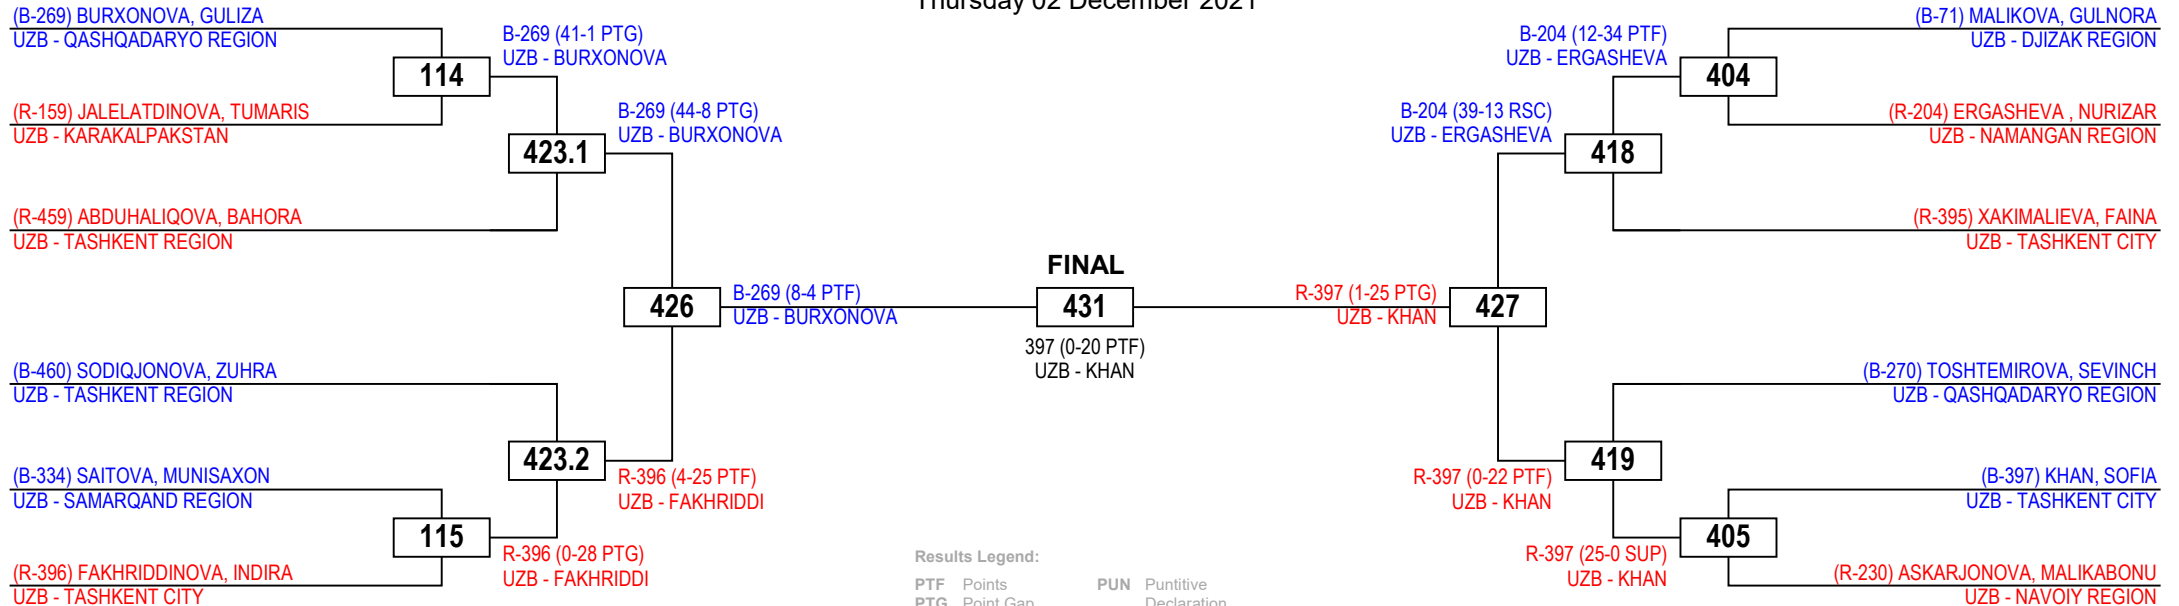 Thursday 02 December 2021
(B-269) BURXONOVA, GULIZA
UZB - QASHQADARYO REGION
114
(R-159) JALELATDINOVA, TUMARIS
UZB - KARAKALPAKSTAN
B-269 (41-1 PTG)
UZB - BURXONOVA
423.1
(R-459) ABDUHALIQOVA, BAHORA
UZB - TASHKENT REGION
B-269 (44-8 PTG)
UZB - BURXONOVA
426
B-269 (8-4 PTF)
UZB - BURXONOVA
(B-460) SODIQJONOVA, ZUHRA
UZB - TASHKENT REGION
423.2
R-396 (4-25 PTF)
UZB - FAKHRIDDI
(B-334) SAITOVA, MUNISAXON
UZB - SAMARQAND REGION
115
R-396 (0-28 PTG)
UZB - FAKHRIDDI
(R-396) FAKHRIDDINOVA, INDIRA
UZB - TASHKENT CITY
FINAL
431
397 (0-20 PTF)
UZB - KHAN
(B-71) MALIKOVA, GULNORA
UZB - DJIZAK REGION
B-204 (12-34 PTF)
UZB - ERGASHEVA
404
(R-204) ERGASHEVA , NURIZAR
UZB - NAMANGAN REGION
B-204 (39-13 RSC)
UZB - ERGASHEVA
418
(R-395) XAKIMALIEVA, FAINA
UZB - TASHKENT CITY
R-397 (1-25 PTG)
UZB - KHAN
427
(B-270) TOSHTEMIROVA, SEVINCH
UZB - QASHQADARYO REGION
419
R-397 (0-22 PTF)
UZB - KHAN
(B-397) KHAN, SOFIA
UZB - TASHKENT CITY
405
R-397 (25-0 SUP)
UZB - KHAN
(R-230) ASKARJONOVA, MALIKABONU
UZB - NAVOIY REGION
Results Legend:
PTF Points PUN Puntitive
PTG Point Gap Declaration